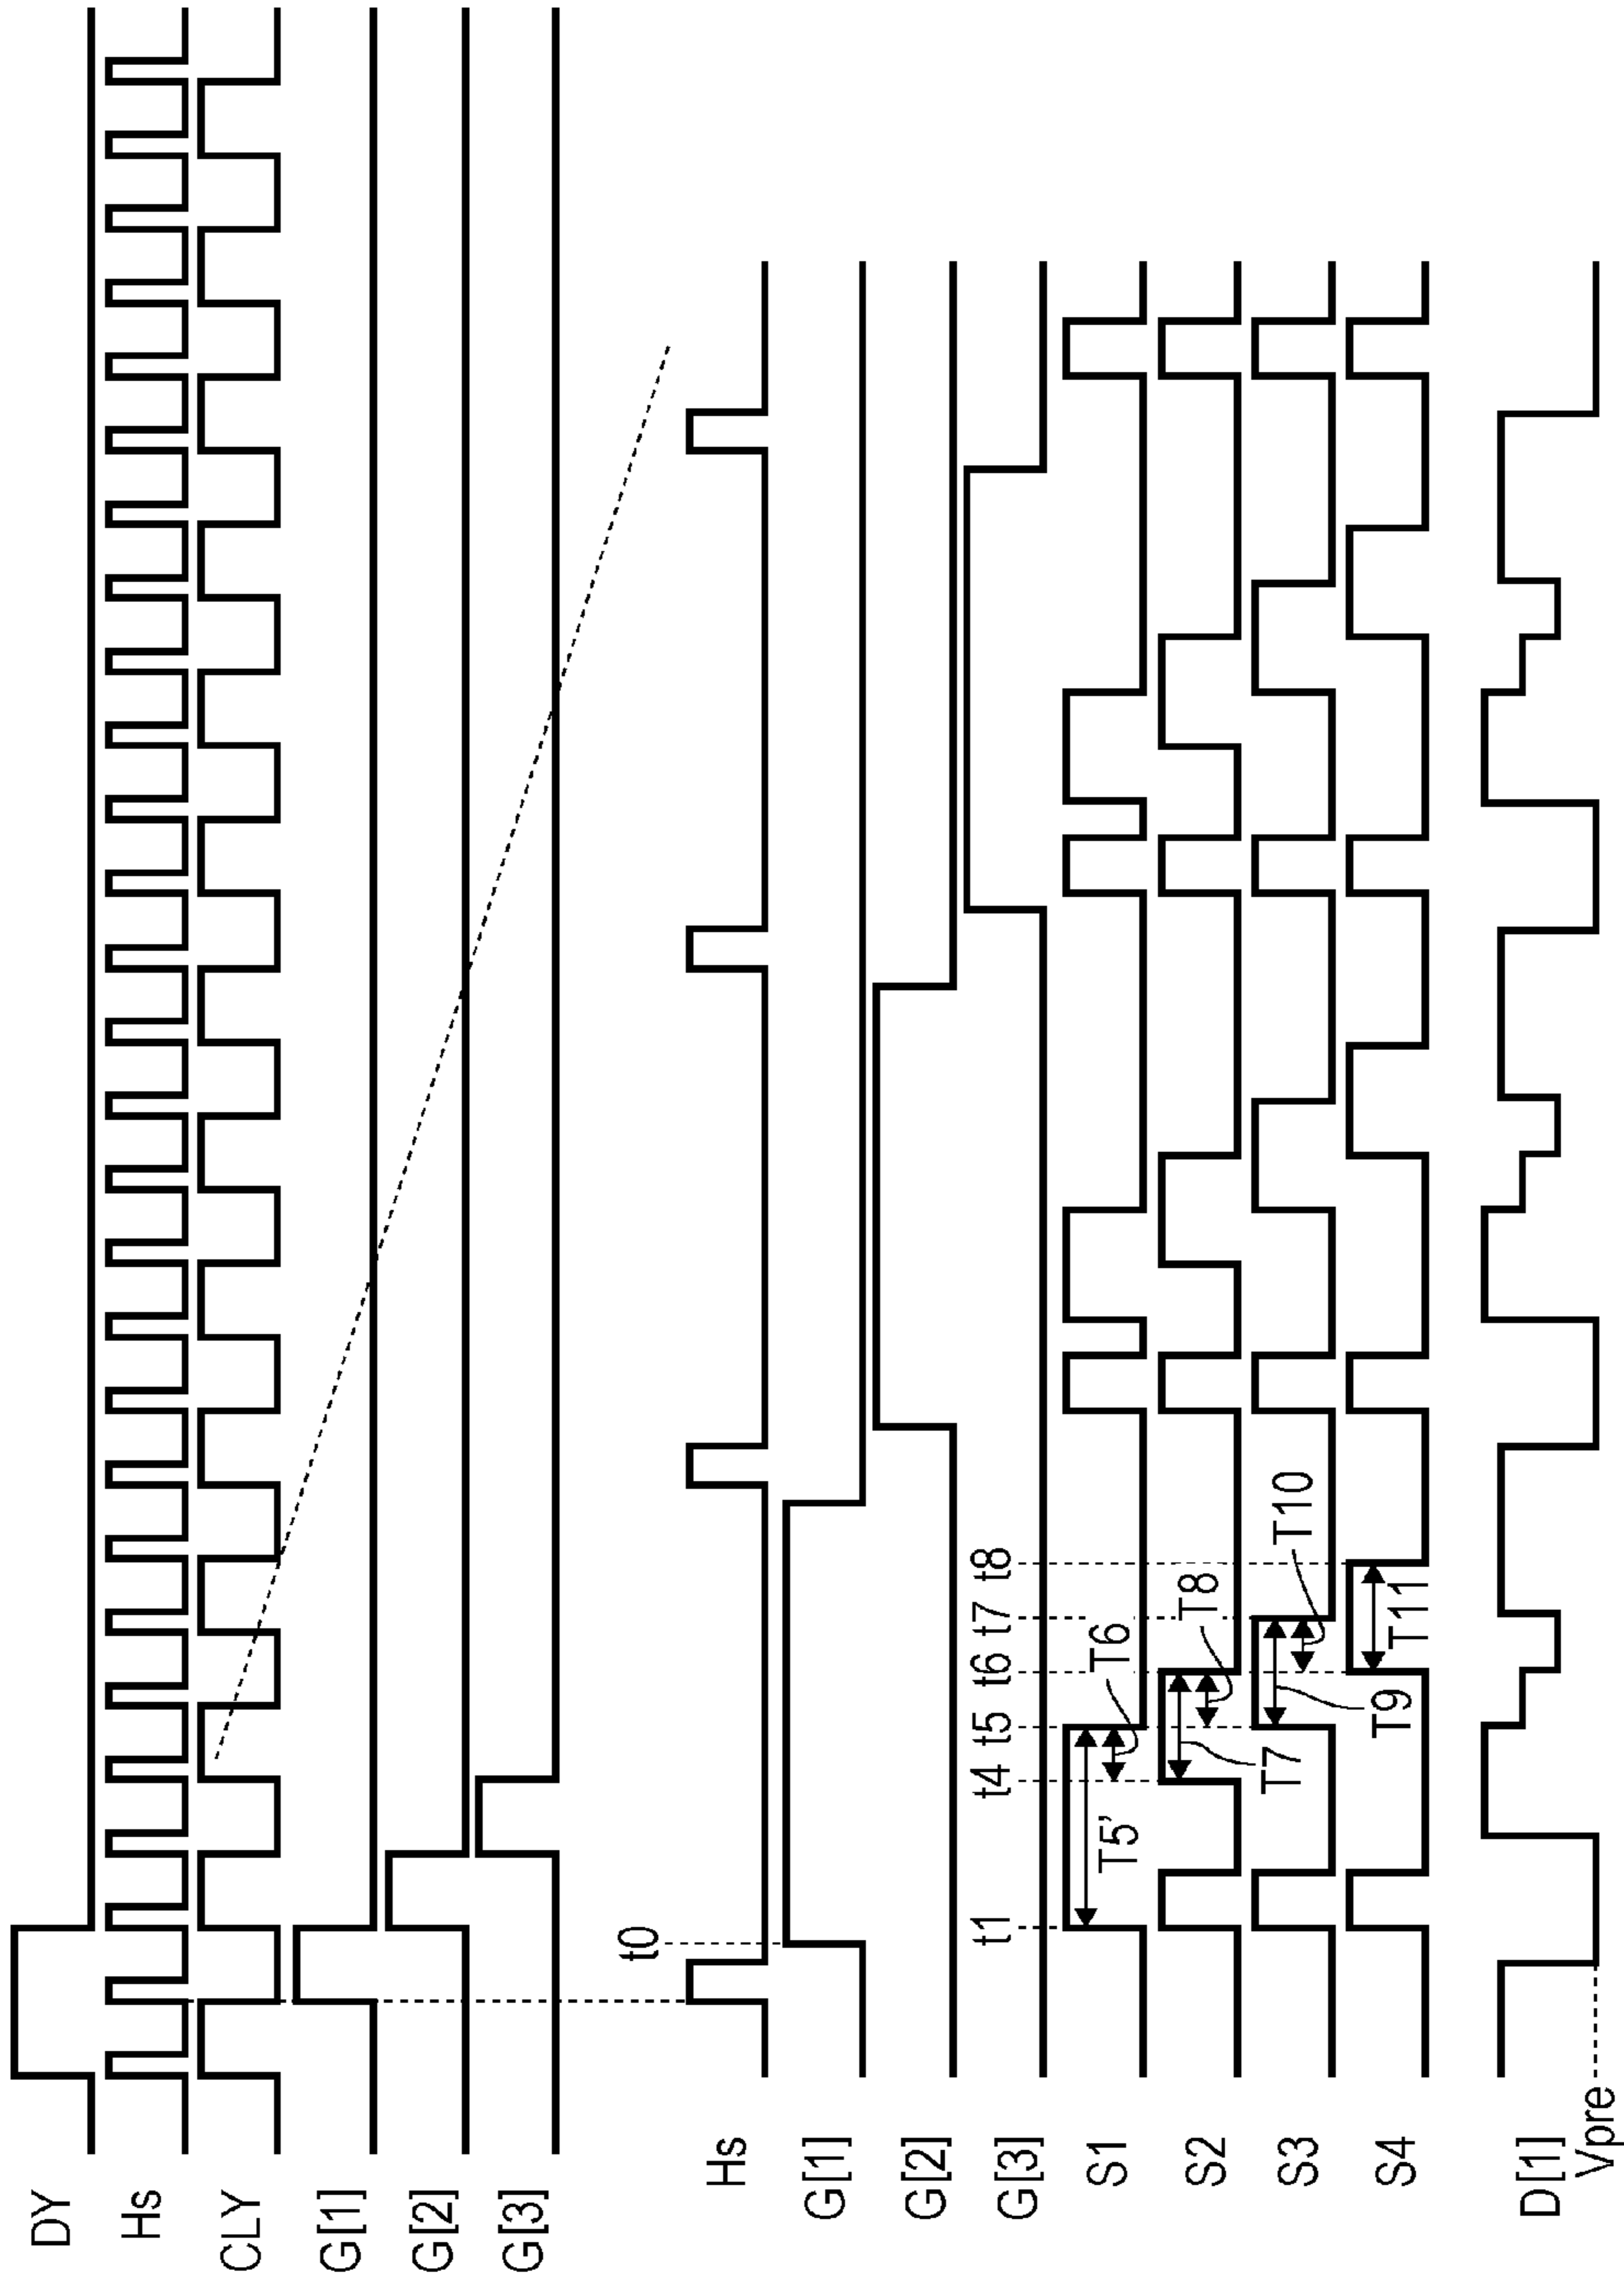 DY
Hs
CLY
G[1]
G[2]
G[3]
t0
Hs
G[1]
G[2]
G[3]
t1 t4 t5 t6 t7 t8
S1
T5' T6
S2
T7 T8
S3
T9 T10
S4
T11
D[1]
Vpre